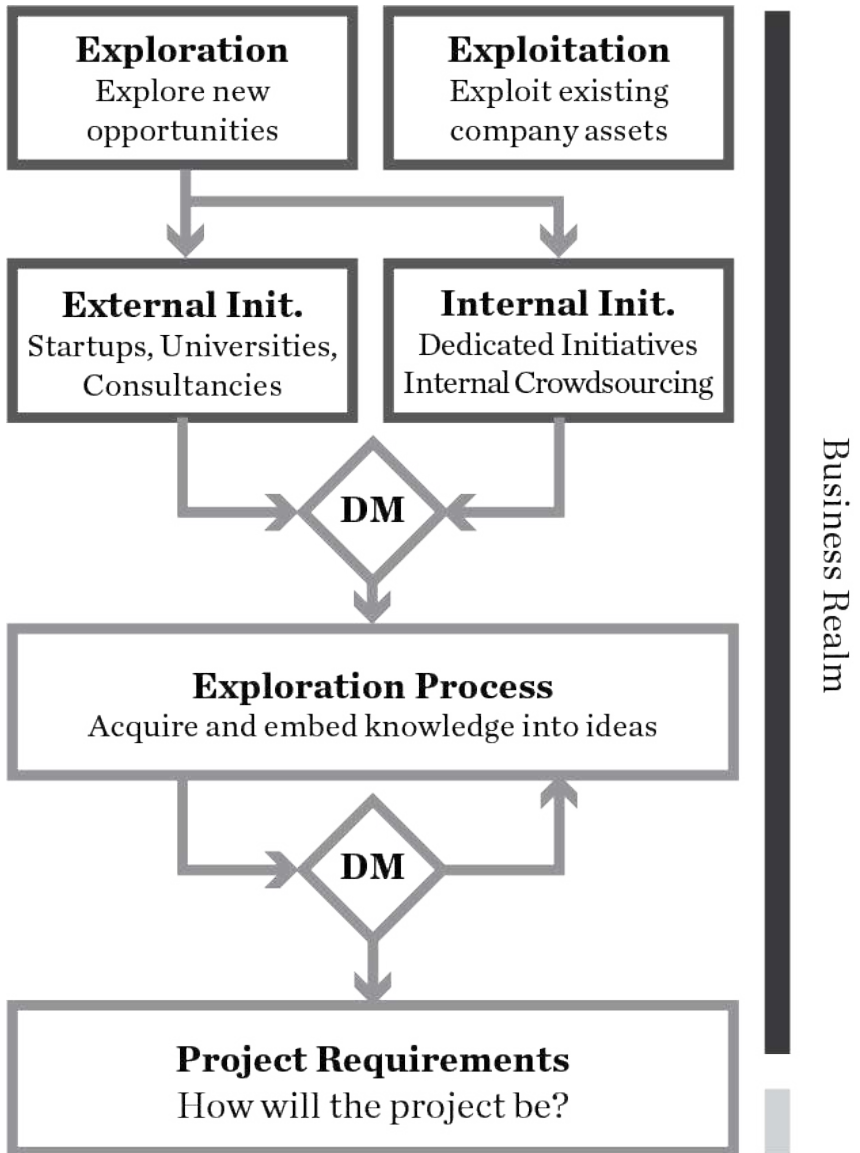 Exploration
Explore new
opportunities
Exploitation
Exploit existing
company assets
External Init.
Startups, Universities,
Consultancies
Internal Init.
Dedicated Initiatives
Internal Crowdsourcing
DM
Exploration Process
Acquire and embed knowledge into ideas
DM
Project Requirements
How will the project be?
Business Realm